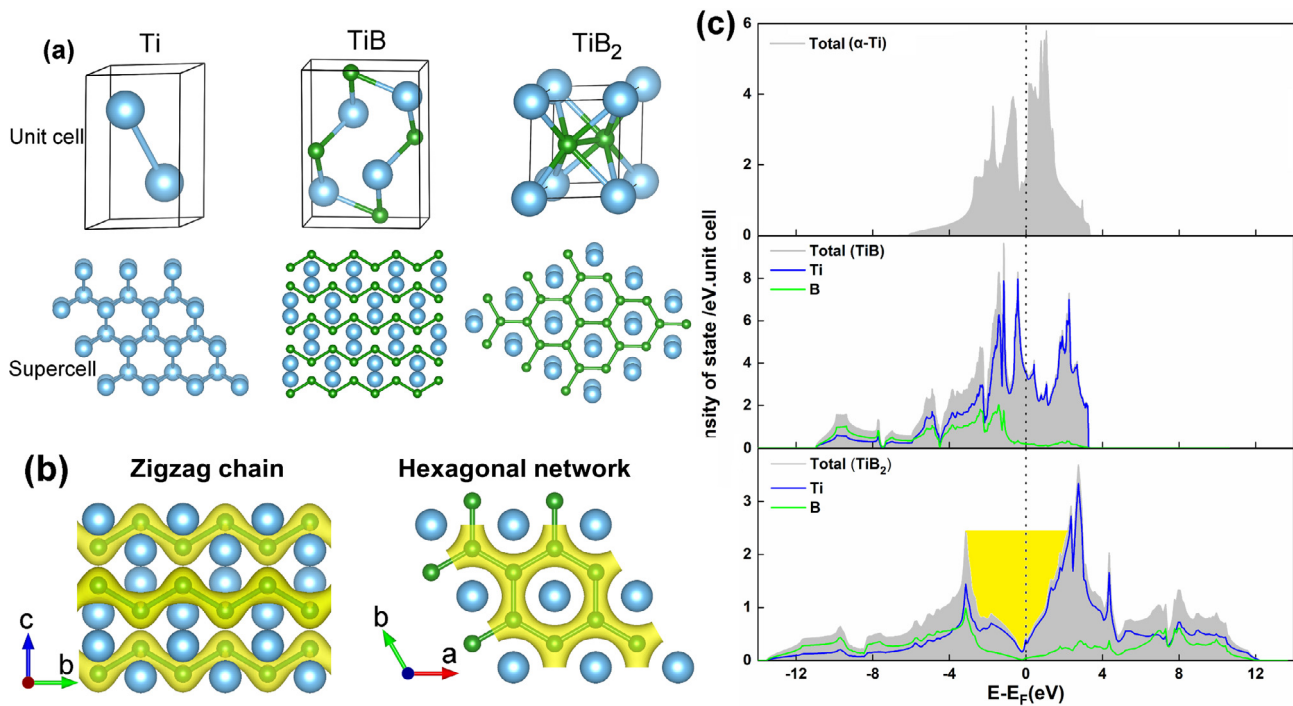 (a)
Ti
TiB
TiB2
Unit cell
Supercell
(b)
Zigzag chain
Hexagonal network
c
b
b
a
(c)
Total (α-Ti)
6
4
2
0
nsity of state /eV.unit cell
Total (TiB)
Ti
B
8
6
4
2
0
Total (TiB2)
Ti
B
3
2
1
0
-12
-8
-4
0
4
8
12
E-EF(eV)